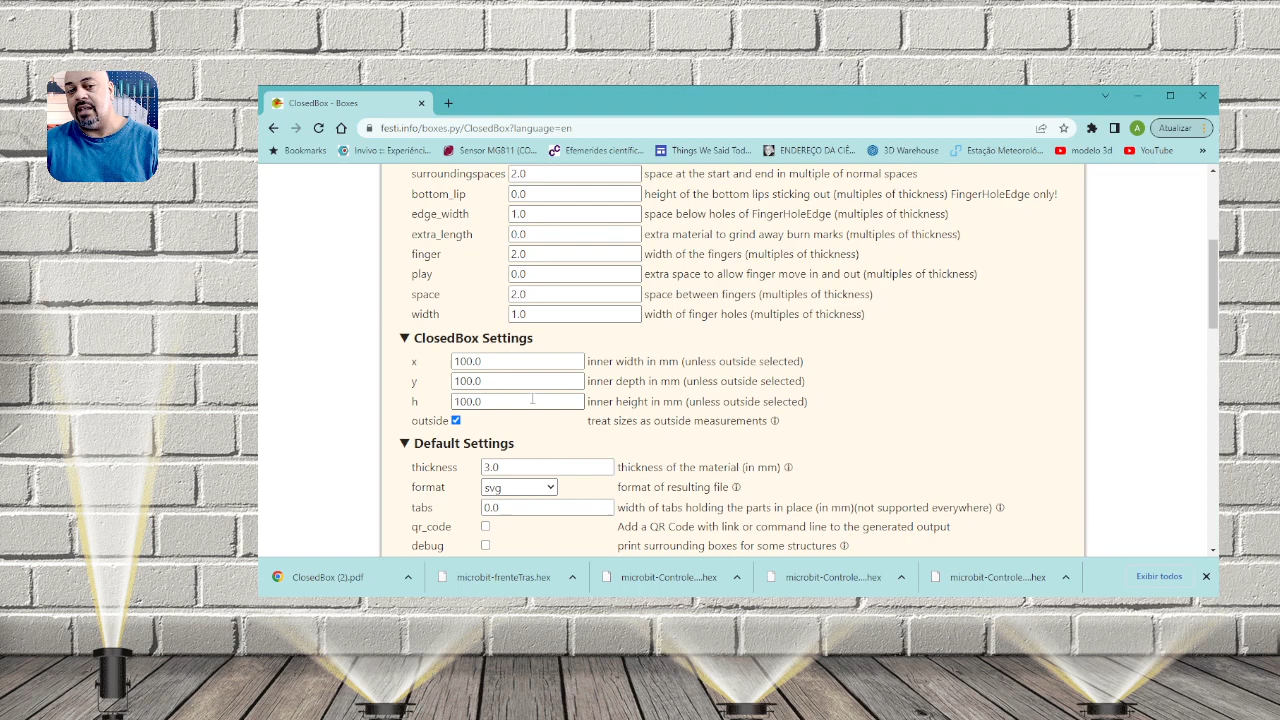 ClosedBox - Boxes
festi.info/boxes.py/ClosedBox?language=en
A
Atualizar
Bookmarks
Invivo :: Experiênci...
Sensor MG811 (CO...
Efemerides científic...
Things We Said Tod...
ENDEREÇO DA CIÊ...
3D Warehouse
Estação Meteoroló...
modelo 3d
YouTube
»
surroundingspaces 2.0 space at the start and end in multiple of normal spaces
bottom_lip 0.0 height of the bottom lips sticking out (multiples of thickness) FingerHoleEdge only!
edge_width 1.0 space below holes of FingerHoleEdge (multiples of thickness)
extra_length 0.0 extra material to grind away burn marks (multiples of thickness)
finger 2.0 width of the fingers (multiples of thickness)
play 0.0 extra space to allow finger move in and out (multiples of thickness)
space 2.0 space between fingers (multiples of thickness)
width 1.0 width of finger holes (multiples of thickness)
▼ ClosedBox Settings
x 100.0 inner width in mm (unless outside selected)
y 100.0 inner depth in mm (unless outside selected)
h 100.0 inner height in mm (unless outside selected)
outside treat sizes as outside measurements ⓘ
▼ Default Settings
thickness 3.0 thickness of the material (in mm) ⓘ
format svg format of resulting file ⓘ
tabs 0.0 width of tabs holding the parts in place (in mm)(not supported everywhere) ⓘ
qr_code Add a QR Code with link or command line to the generated output
debug print surrounding boxes for some structures ⓘ
ClosedBox (2).pdf
microbit-frenteTras.hex
microbit-Controle....hex
microbit-Controle....hex
microbit-Controle....hex
Exibir todos